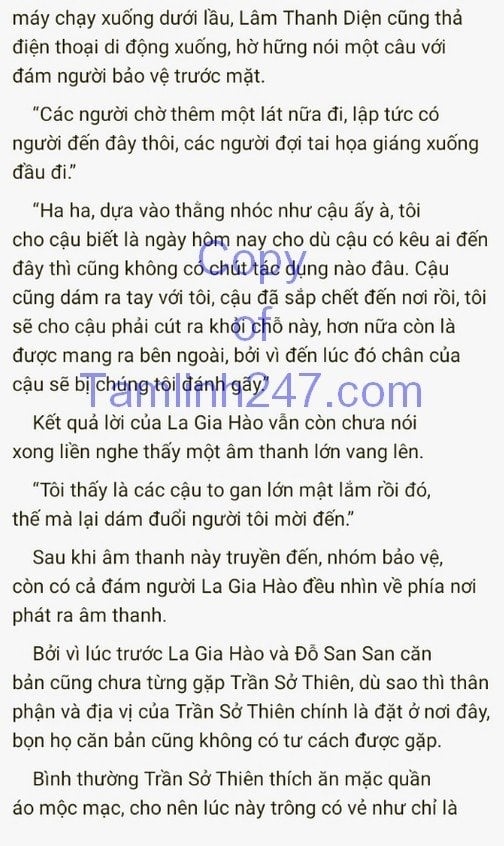 máy chạy xuống dưới lầu, Lâm Thanh Diện cũng thả
điện thoại di động xuống, hờ hững nói một câu với
đám người bảo vệ trước mặt.
“Các người chờ thêm một lát nữa đi, lập tức có
người đến đây thôi, các người đợi tai họa giáng xuống
đầu đi.”
“Ha ha, dựa vào thằng nhóc như cậu ấy à, tôi
cho cậu biết là ngày hôm nay cho dù cậu có kêu ai đến
đây thì cũng không có chút tác dụng nào đâu. Cậu
cũng dám ra tay với tôi, cậu đã sắp chết đến nơi rồi, tôi
sẽ cho cậu phải cút ra khỏi chỗ này, hơn nữa còn là
được mang ra bên ngoài, bởi vì đến lúc đó chân của
cậu sẽ bị chúng tôi đánh gãy.”
Copy
of
Tamlinh247.com
Kết quả lời của La Gia Hào vẫn còn chưa nói
xong liền nghe thấy một âm thanh lớn vang lên.
“Tôi thấy là các cậu to gan lớn mật lắm rồi đó,
thế mà lại dám đuổi người tôi mời đến.”
Sau khi âm thanh này truyền đến, nhóm bảo vệ,
còn có cả đám người La Gia Hào đều nhìn về phía nơi
phát ra âm thanh.
Bởi vì lúc trước La Gia Hào và Đỗ San San căn
bản cũng chưa từng gặp Trần Sở Thiên, dù sao thì thân
phận và địa vị của Trần Sở Thiên chính là đặt ở nơi đây,
bọn họ căn bản cũng không có tư cách được gặp.
Bình thường Trần Sở Thiên thích ăn mặc quần
áo mộc mạc, cho nên lúc này trông có vẻ như chỉ là